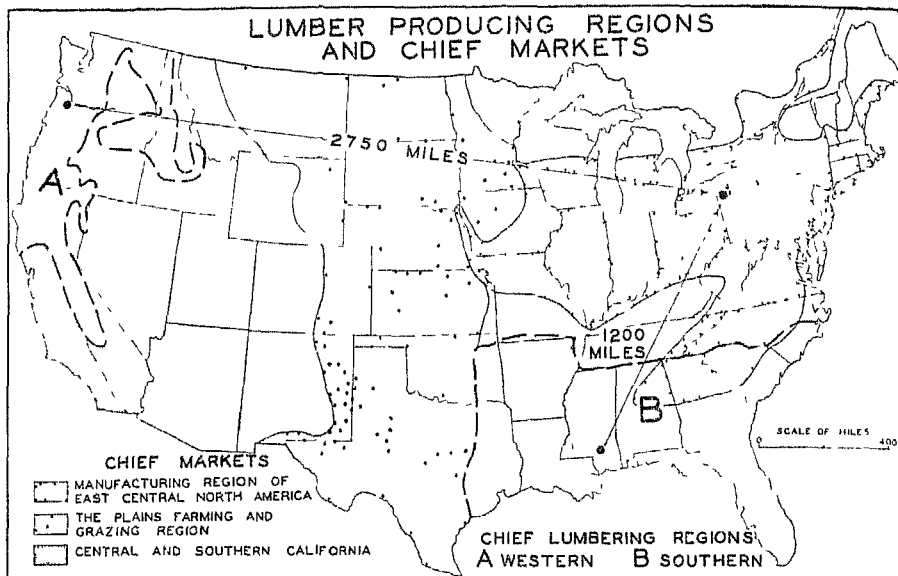 LUMBER PRODUCING REGIONS
AND CHIEF MARKETS
2750 MILES
A
1200
MILES
B
SCALE OF MILES
0 400
CHIEF MARKETS
MANUFACTURING REGION OF
EAST CENTRAL NORTH AMERICA
THE PLAINS FARMING AND
GRAZING REGION
CENTRAL AND SOUTHERN CALIFORNIA
CHIEF LUMBERING REGIONS
A WESTERN B SOUTHERN